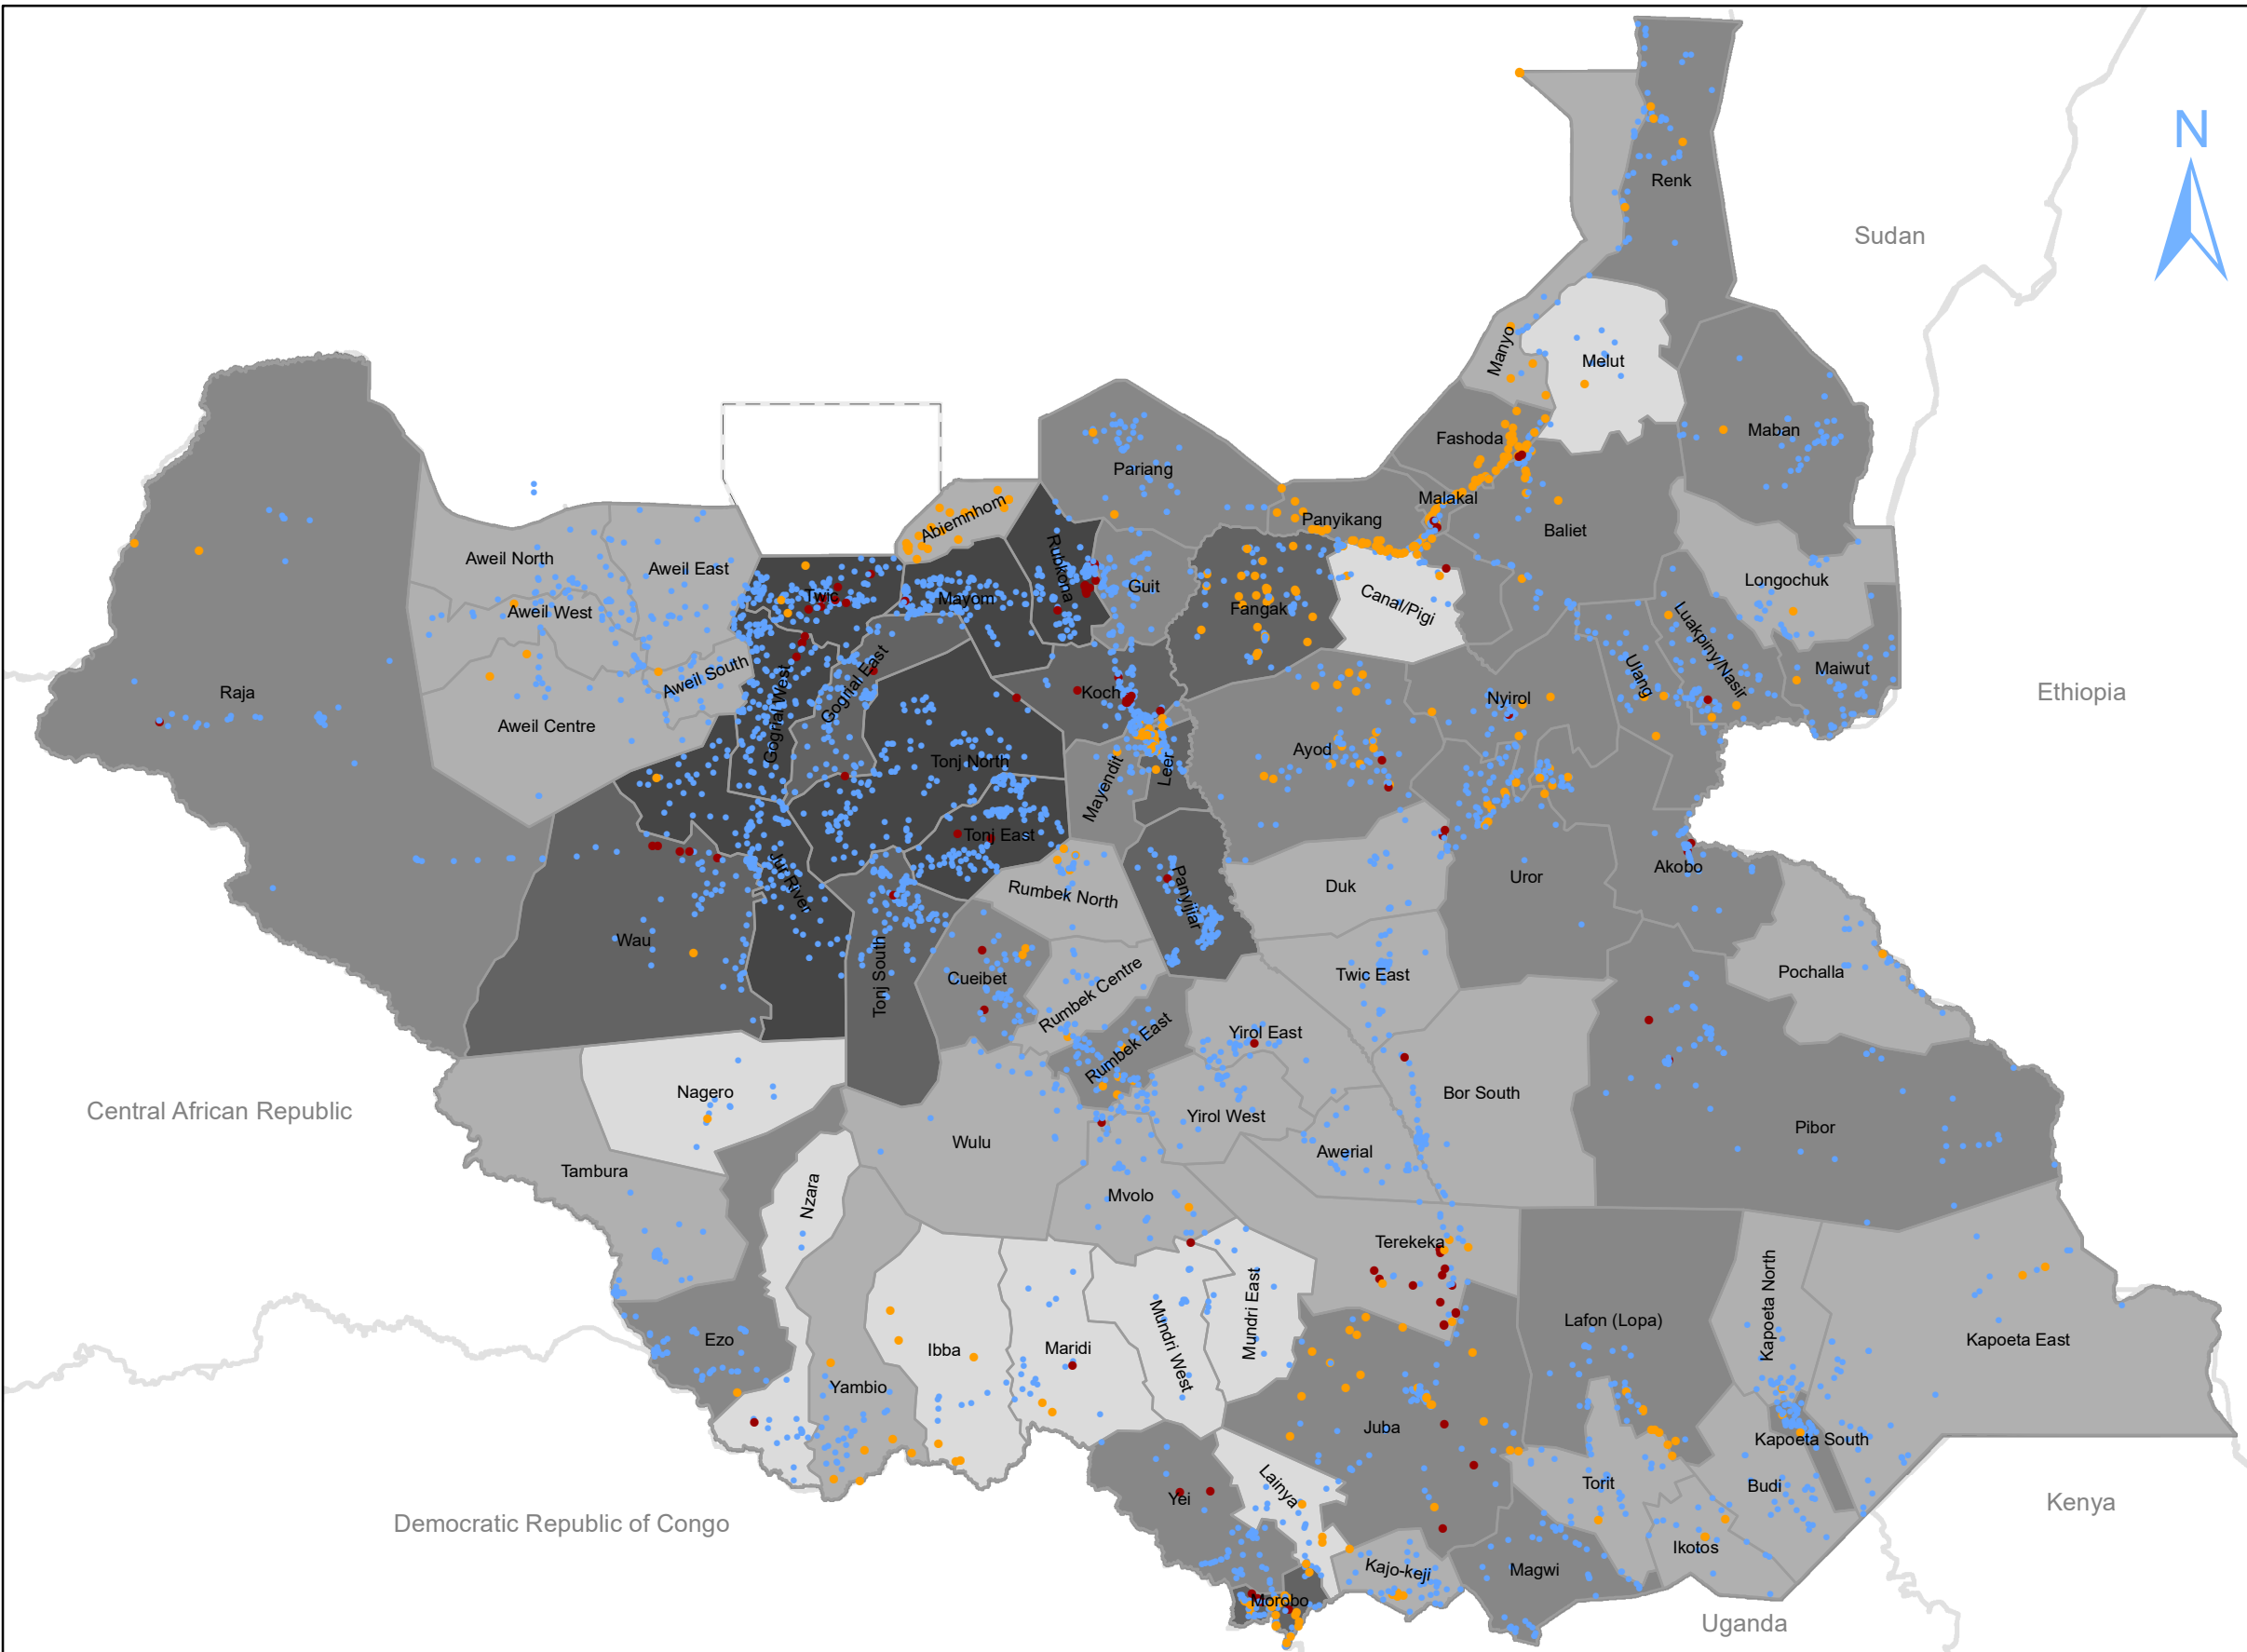 N
Renk
Sudan
Manyo
Melut
Maban
Fashoda
Pariang
Malakal
Abiemnhom
Panyikang
Baliet
Aweil North
Aweil East
Rubkona
Longochuk
Guit
Twic
Mayom
Canal/Pigi
Fangak
Aweil West
Luakpiny/Nasir
Ulang
Maiwut
Aweil South
Gogrial East
Raja
Koch
Nyirol
Ethiopia
Gogrial West
Aweil Centre
Ayod
Tonj North
Leer
Mayendit
Tonj East
Akobo
Uror
Jur River
Duk
Rumbek North
Panyijiar
Wau
Tonj South
Cueibet
Twic East
Pochalla
Rumbek Centre
Yirol East
Rumbek East
Nagero
Bor South
Central African Republic
Yirol West
Pibor
Wulu
Awerial
Tambura
Nzara
Mvolo
Terekeka
Kapoeta North
Mundri East
Lafon (Lopa)
Ezo
Kapoeta East
Ibba
Maridi
Mundri West
Yambio
Juba
Kapoeta South
Torit
Budi
Lainya
Yei
Kenya
Democratic Republic of Congo
Ikotos
Kajo-keji
Magwi
Morobo
Uganda